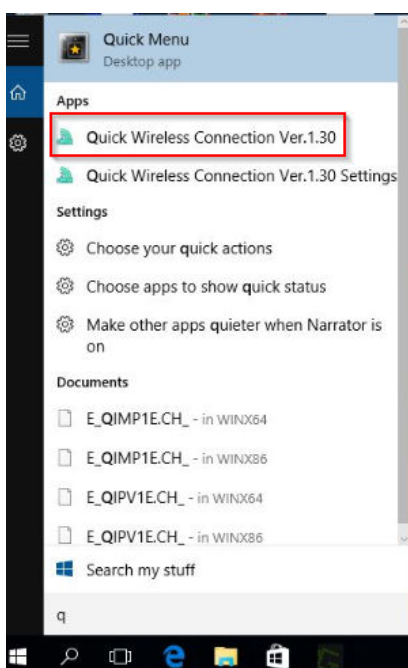 Quick Menu
Desktop app
Apps
Quick Wireless Connection Ver.1.30
Quick Wireless Connection Ver.1.30 Settings
Settings
Choose your quick actions
Choose apps to show quick status
Make other apps quieter when Narrator is
on
Documents
E_QIMP1E.CH_ - in WINX64
E_QIMP1E.CH_ - in WINX86
E_QIPV1E.CH_ - in WINX64
E_QIPV1E.CH_ - in WINX86
Search my stuff
q